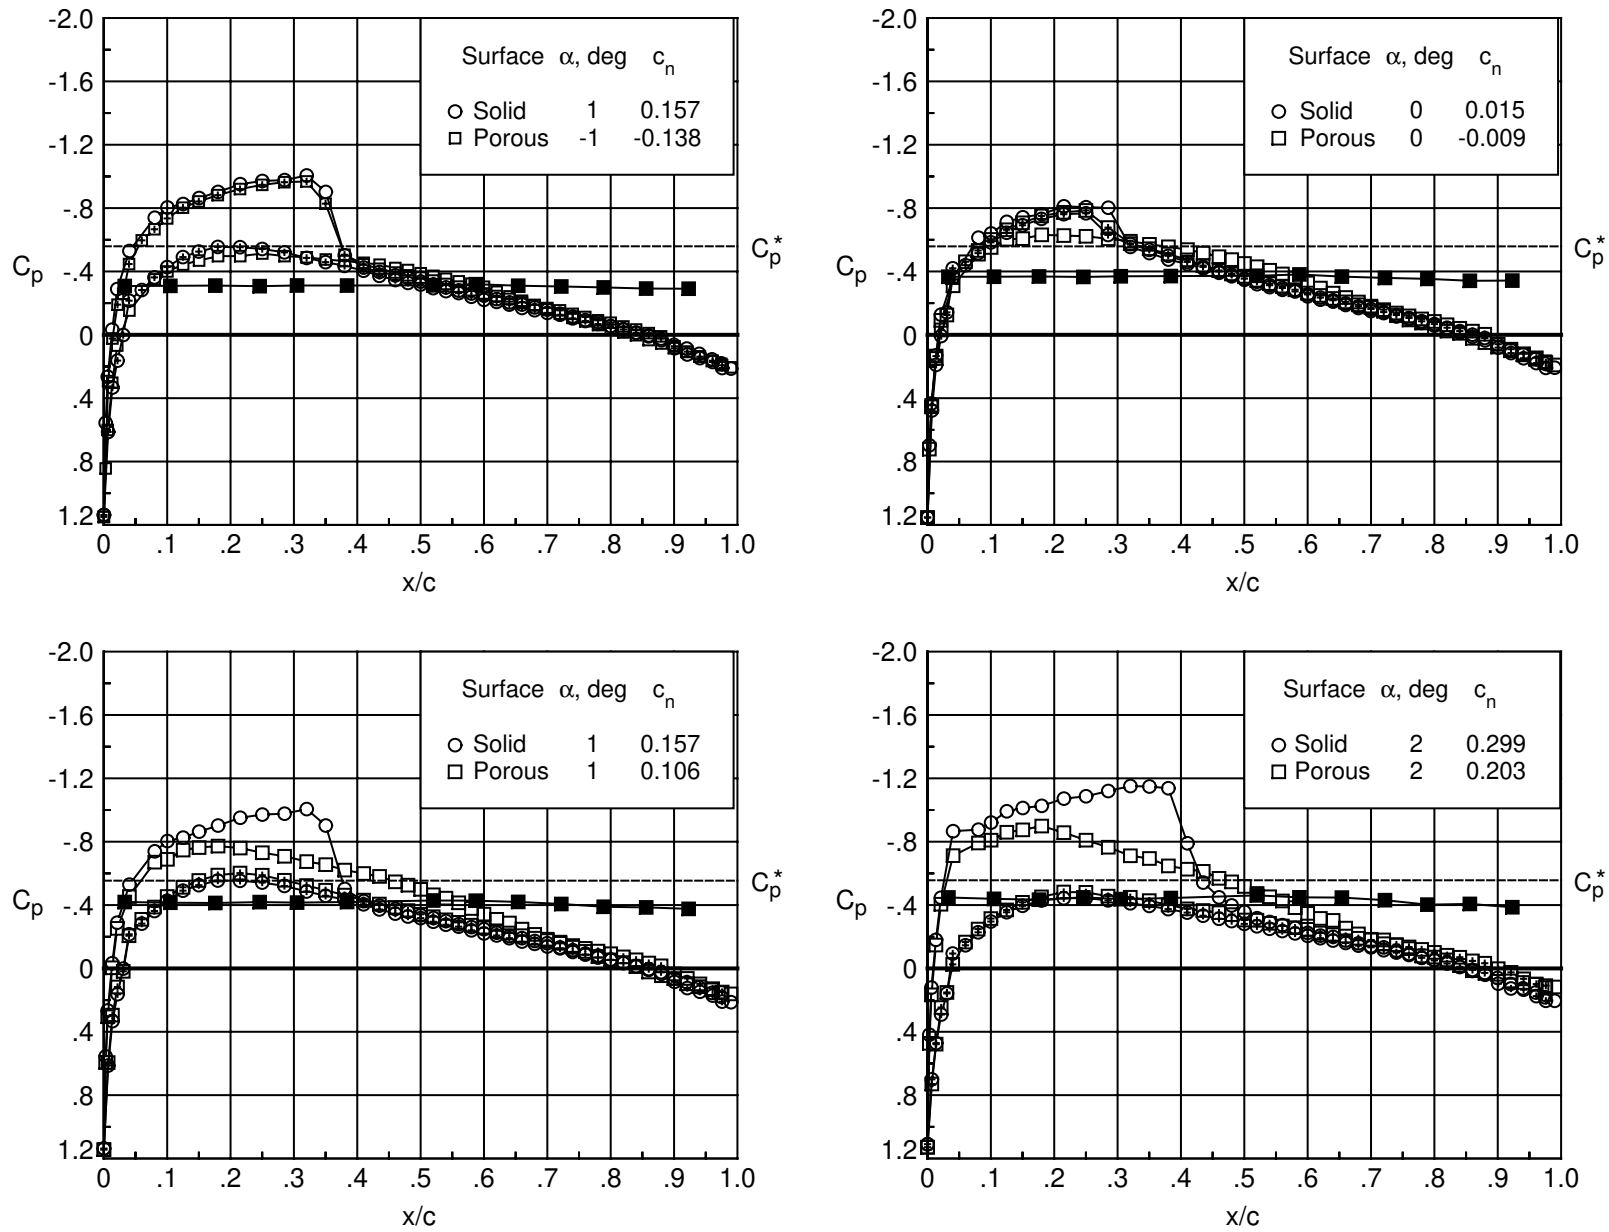 -2.0
-1.6
-1.2
-.8
-.4
0
.4
.8
1.2
Cp
Cp*
Surface α, deg cn
Solid 1 0.157
Porous -1 -0.138
0 .1 .2 .3 .4 .5 .6 .7 .8 .9 1.0
x/c
-2.0
-1.6
-1.2
-.8
-.4
0
.4
.8
1.2
Cp
Cp*
Surface α, deg cn
Solid 0 0.015
Porous 0 -0.009
0 .1 .2 .3 .4 .5 .6 .7 .8 .9 1.0
x/c
-2.0
-1.6
-1.2
-.8
-.4
0
.4
.8
1.2
Cp
Cp*
Surface α, deg cn
Solid 1 0.157
Porous 1 0.106
0 .1 .2 .3 .4 .5 .6 .7 .8 .9 1.0
x/c
-2.0
-1.6
-1.2
-.8
-.4
0
.4
.8
1.2
Cp
Cp*
Surface α, deg cn
Solid 2 0.299
Porous 2 0.203
0 .1 .2 .3 .4 .5 .6 .7 .8 .9 1.0
x/c